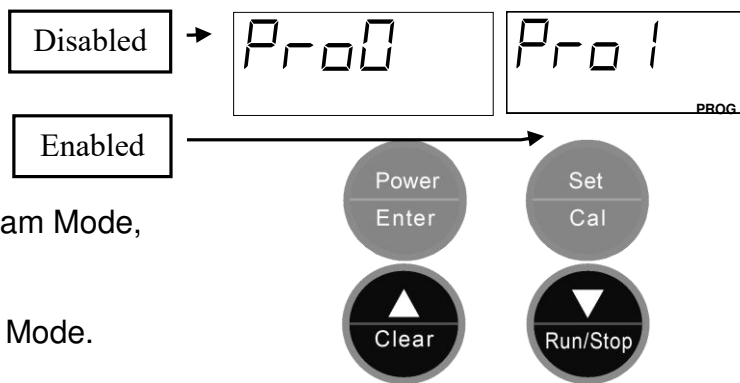 Disabled
Pro0
Pro1
PROG
Enabled
Power
Enter
Set
Cal
am Mode,
Clear
Run/Stop
Mode.